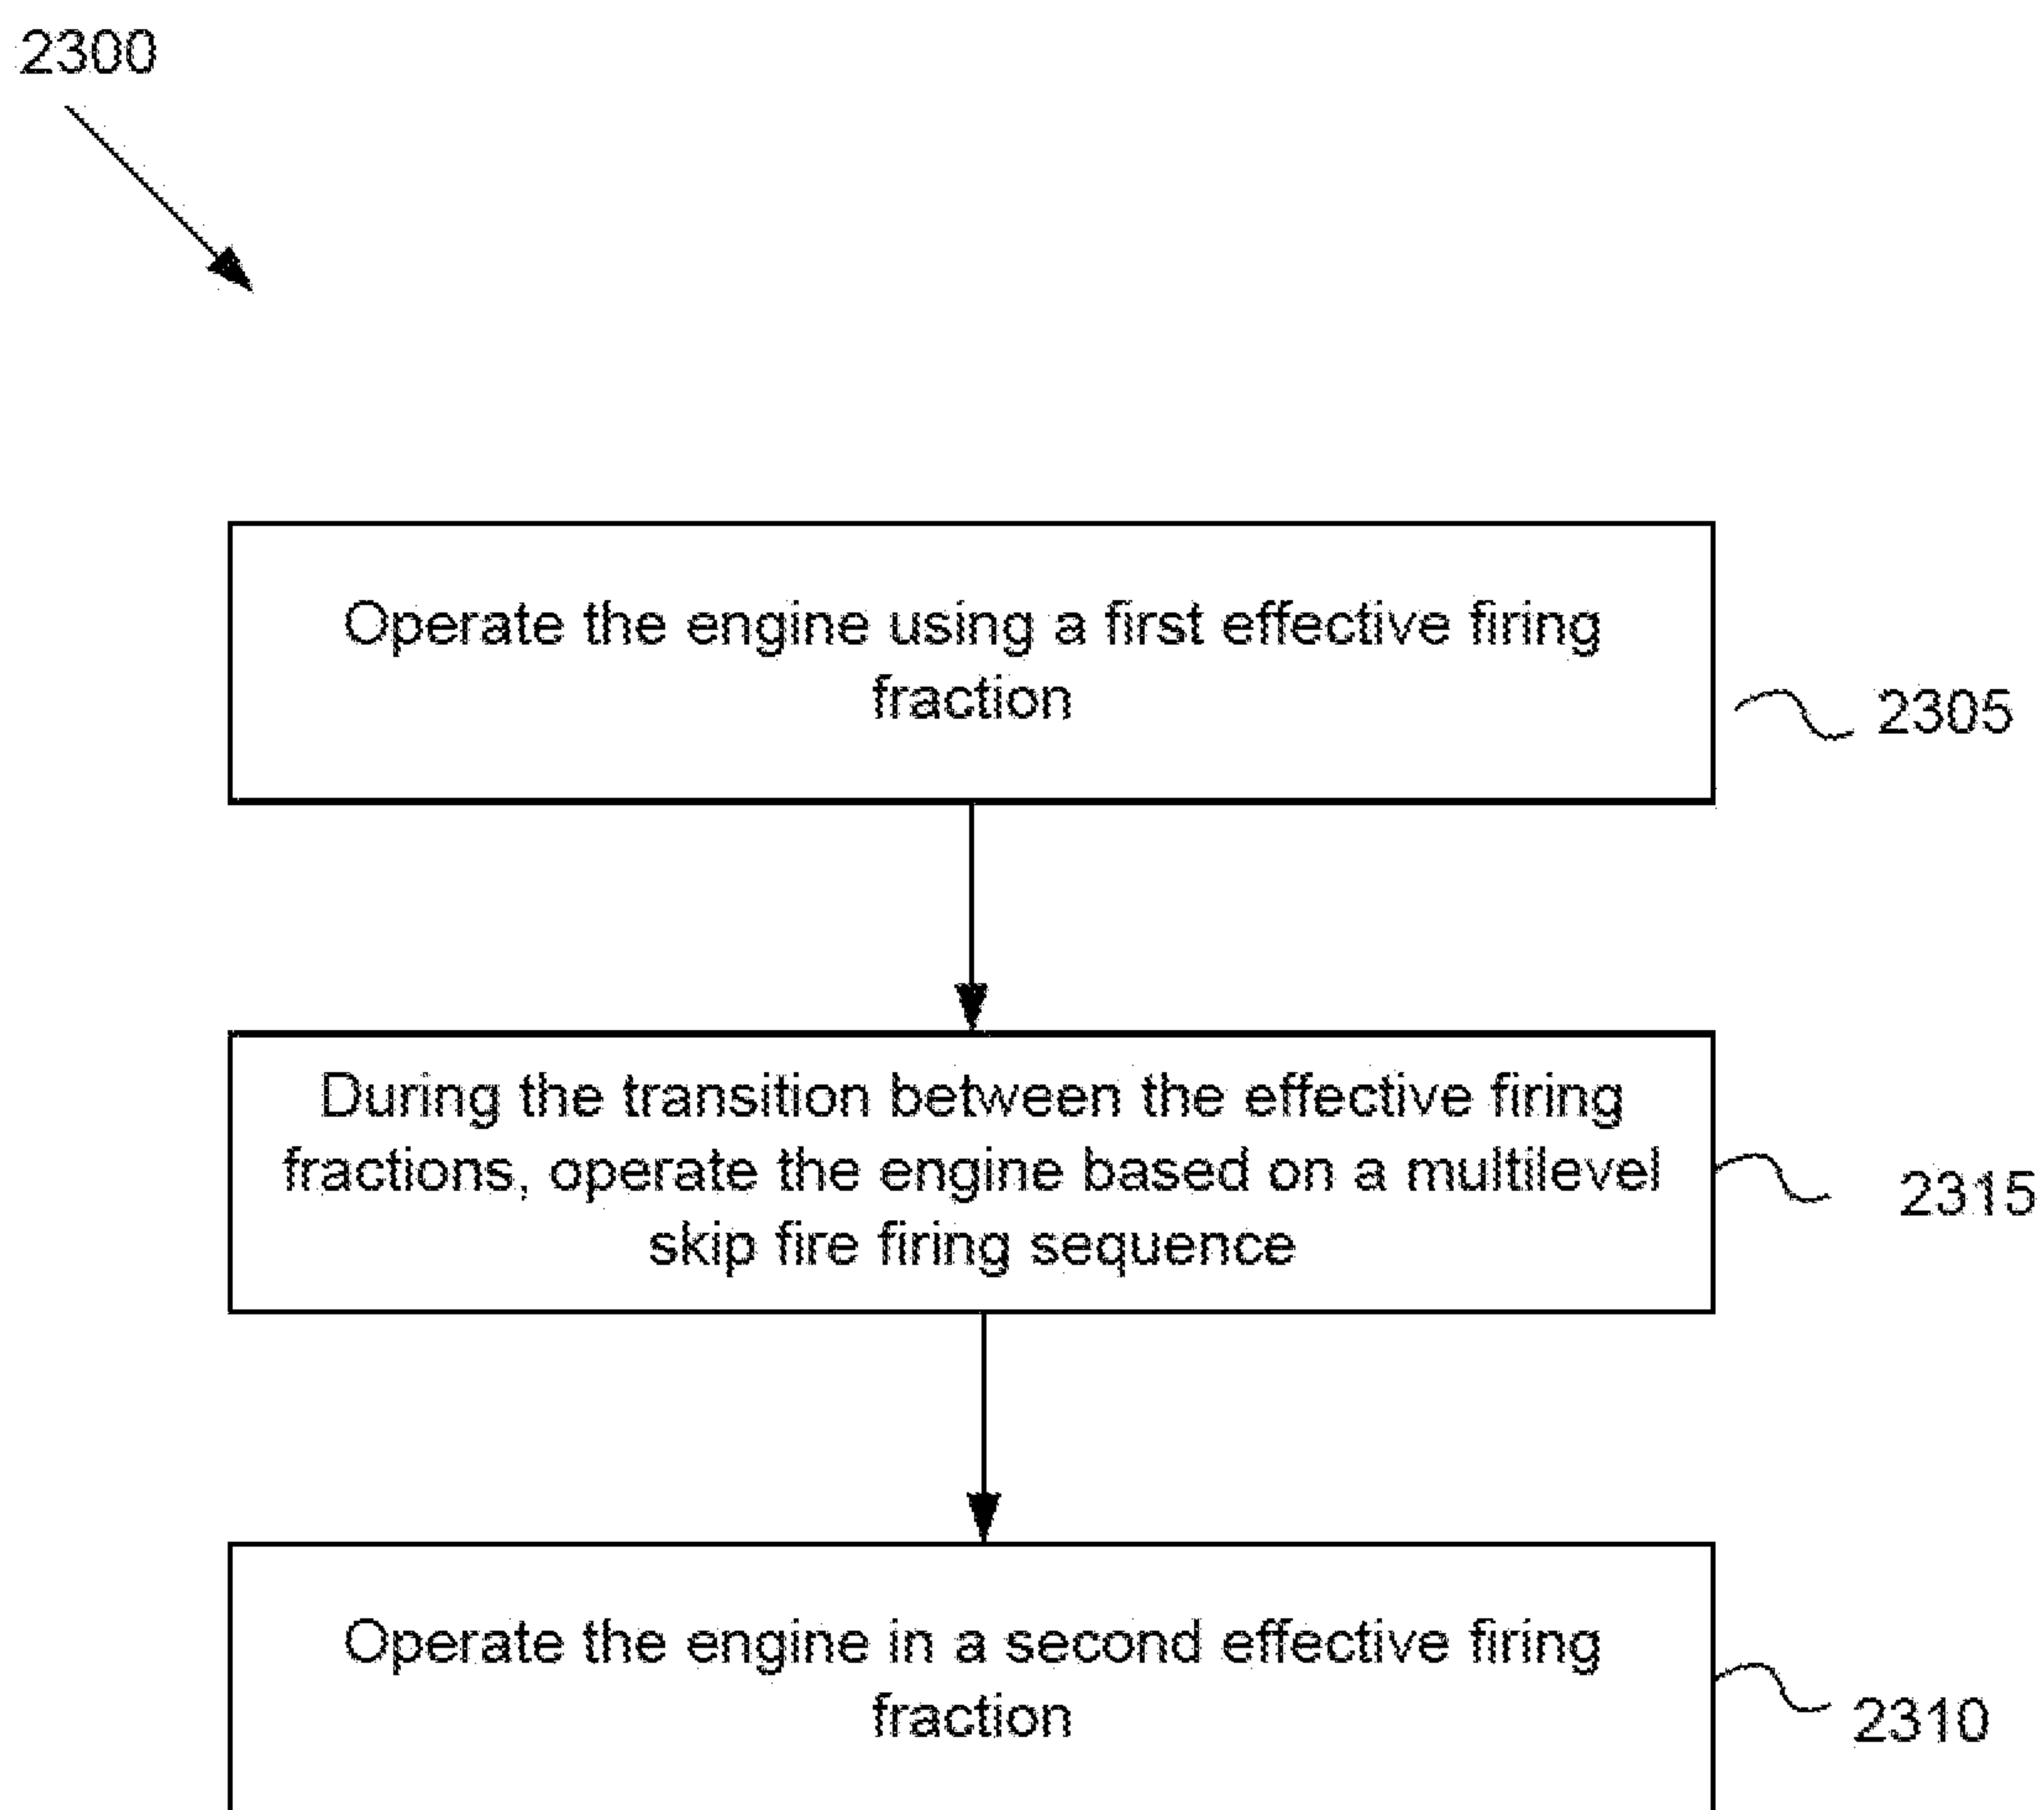 2300
Operate the engine using a first effective firing
fraction
2305
During the transition between the effective firing
fractions, operate the engine based on a multilevel
skip fire firing sequence
2315
Operate the engine in a second effective firing
fraction
2310